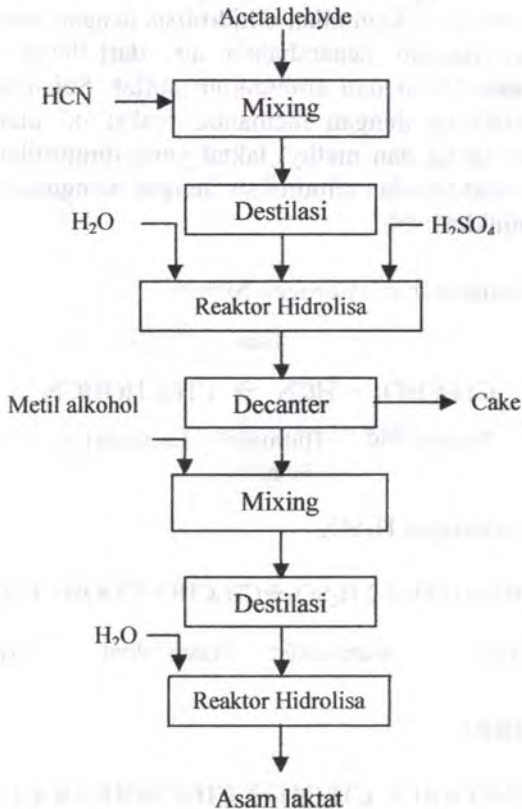 Acetaldehyde
HCN
Mixing
Destilasi
H₂O
H₂SO₄
Reaktor Hidrolisa
Metil alkohol
Decanter
Cake
Mixing
Destilasi
H₂O
Reaktor Hidrolisa
Asam laktat